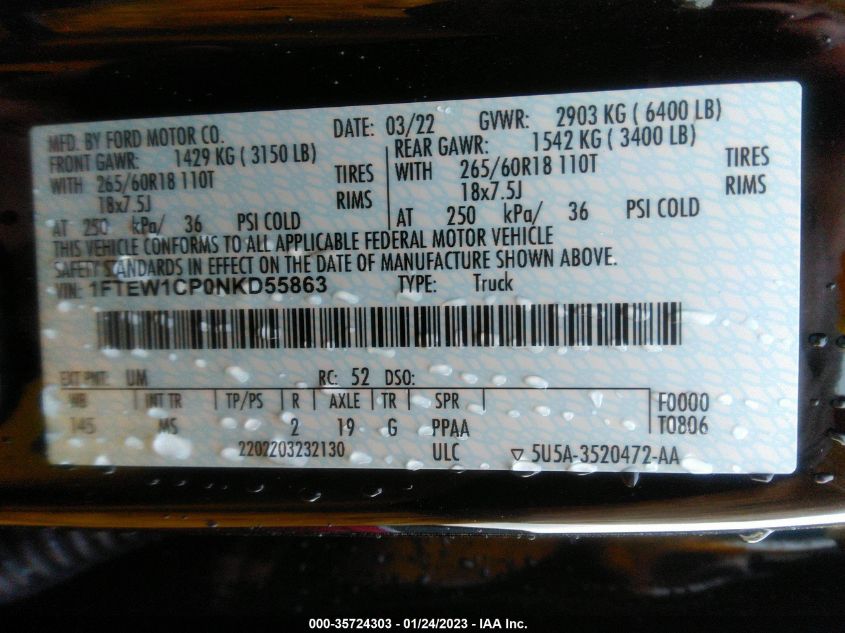 MFD. BY FORD MOTOR CO. DATE: 03/22 GVWR: 2903 KG ( 6400 LB)
FRONT GAWR: 1429 KG ( 3150 LB) REAR GAWR: 1542 KG ( 3400 LB)
WITH 265/60R18 110T TIRES WITH 265/60R18 110T TIRES
18x7.5J RIMS 18x7.5J RIMS
AT 250 kPa/ 36 PSI COLD AT 250 kPa/ 36 PSI COLD
THIS VEHICLE CONFORMS TO ALL APPLICABLE FEDERAL MOTOR VEHICLE
SAFETY STANDARDS IN EFFECT ON THE DATE OF MANUFACTURE SHOWN ABOVE.
VIN: 1FTEW1CP0NKD55863 TYPE: Truck
EXT PNT: UM RC: 52 DSO:
WB INT TR TP/PS R AXLE TR SPR F0000
145 MS 2 19 G PPAA T0806
2202203232130 ULC ▽ 5U5A-3520472-AA
000-35724303 - 01/24/2023 - IAA Inc.